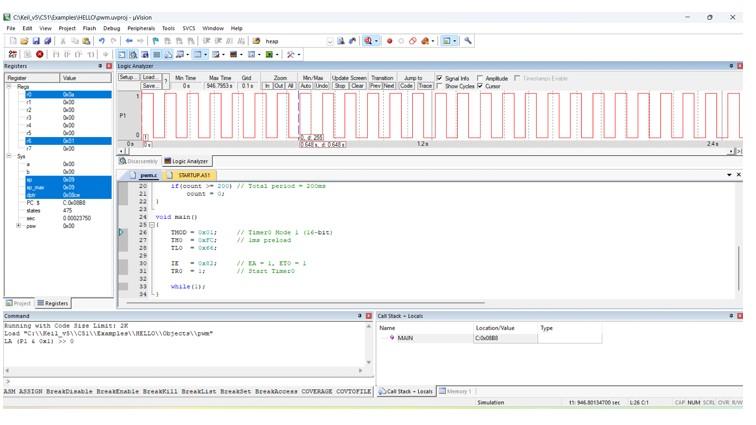 C:\Keil_v5\C51\Examples\HELLO\pwm.uvproj - µVision
File Edit View Project Flash Debug Peripherals Tools SVCS Window Help
heap
Registers
Logic Analyzer
Register Value
Regs
r0 0x0a
r1 0x00
r2 0x00
r3 0x00
r4 0x00
r5 0x00
r6 0x01
r7 0x00
Sys
a 0x00
b 0x00
sp 0x09
sp_max 0x09
dptr 0x08ce
PC $ C:0x08B8
states 475
sec 0.00023750
psw 0x00
Setup... Load... Min Time Max Time Grid Zoom Min/Max Update Screen Transition Jump to Signal Info Amplitude Timestamps Enable
Save... ? 0 s 946.7953 s 0.1 s In Out All Auto Undo Stop Clear Prev Next Code Trace Show Cycles Cursor
1
P1
0
1
0, d: 255
0 s 0 s 0.648 s, d: 0.648 s 1.2 s 2.4 s
Disassembly Logic Analyzer
pwm.c STARTUP.A51
20 if(count >= 200) // Total period = 200ms
21 count = 0;
22 }
23
24 void main()
25 {
26 TMOD = 0x01; // Timer0 Mode 1 (16-bit)
27 TH0 = 0xFC; // 1ms preload
28 TL0 = 0x66;
29
30 IE = 0x82; // EA = 1, ET0 = 1
31 TR0 = 1; // Start Timer0
32
33 while(1);
34 }
Project Registers
Command
Running with Code Size Limit: 2K
Load "C:\\Keil_v5\\C51\\Examples\\HELLO\\Objects\\pwm"
LA (P1 & 0x1) >> 0
>
ASM ASSIGN BreakDisable BreakEnable BreakKill BreakList BreakSet BreakAccess COVERAGE COVTOFILE
Call Stack + Locals
Name Location/Value Type
MAIN C:0x08B8
Call Stack + Locals Memory 1
Simulation t1: 946.80134700 sec L:26 C:1 CAP NUM SCRL OVR R/W